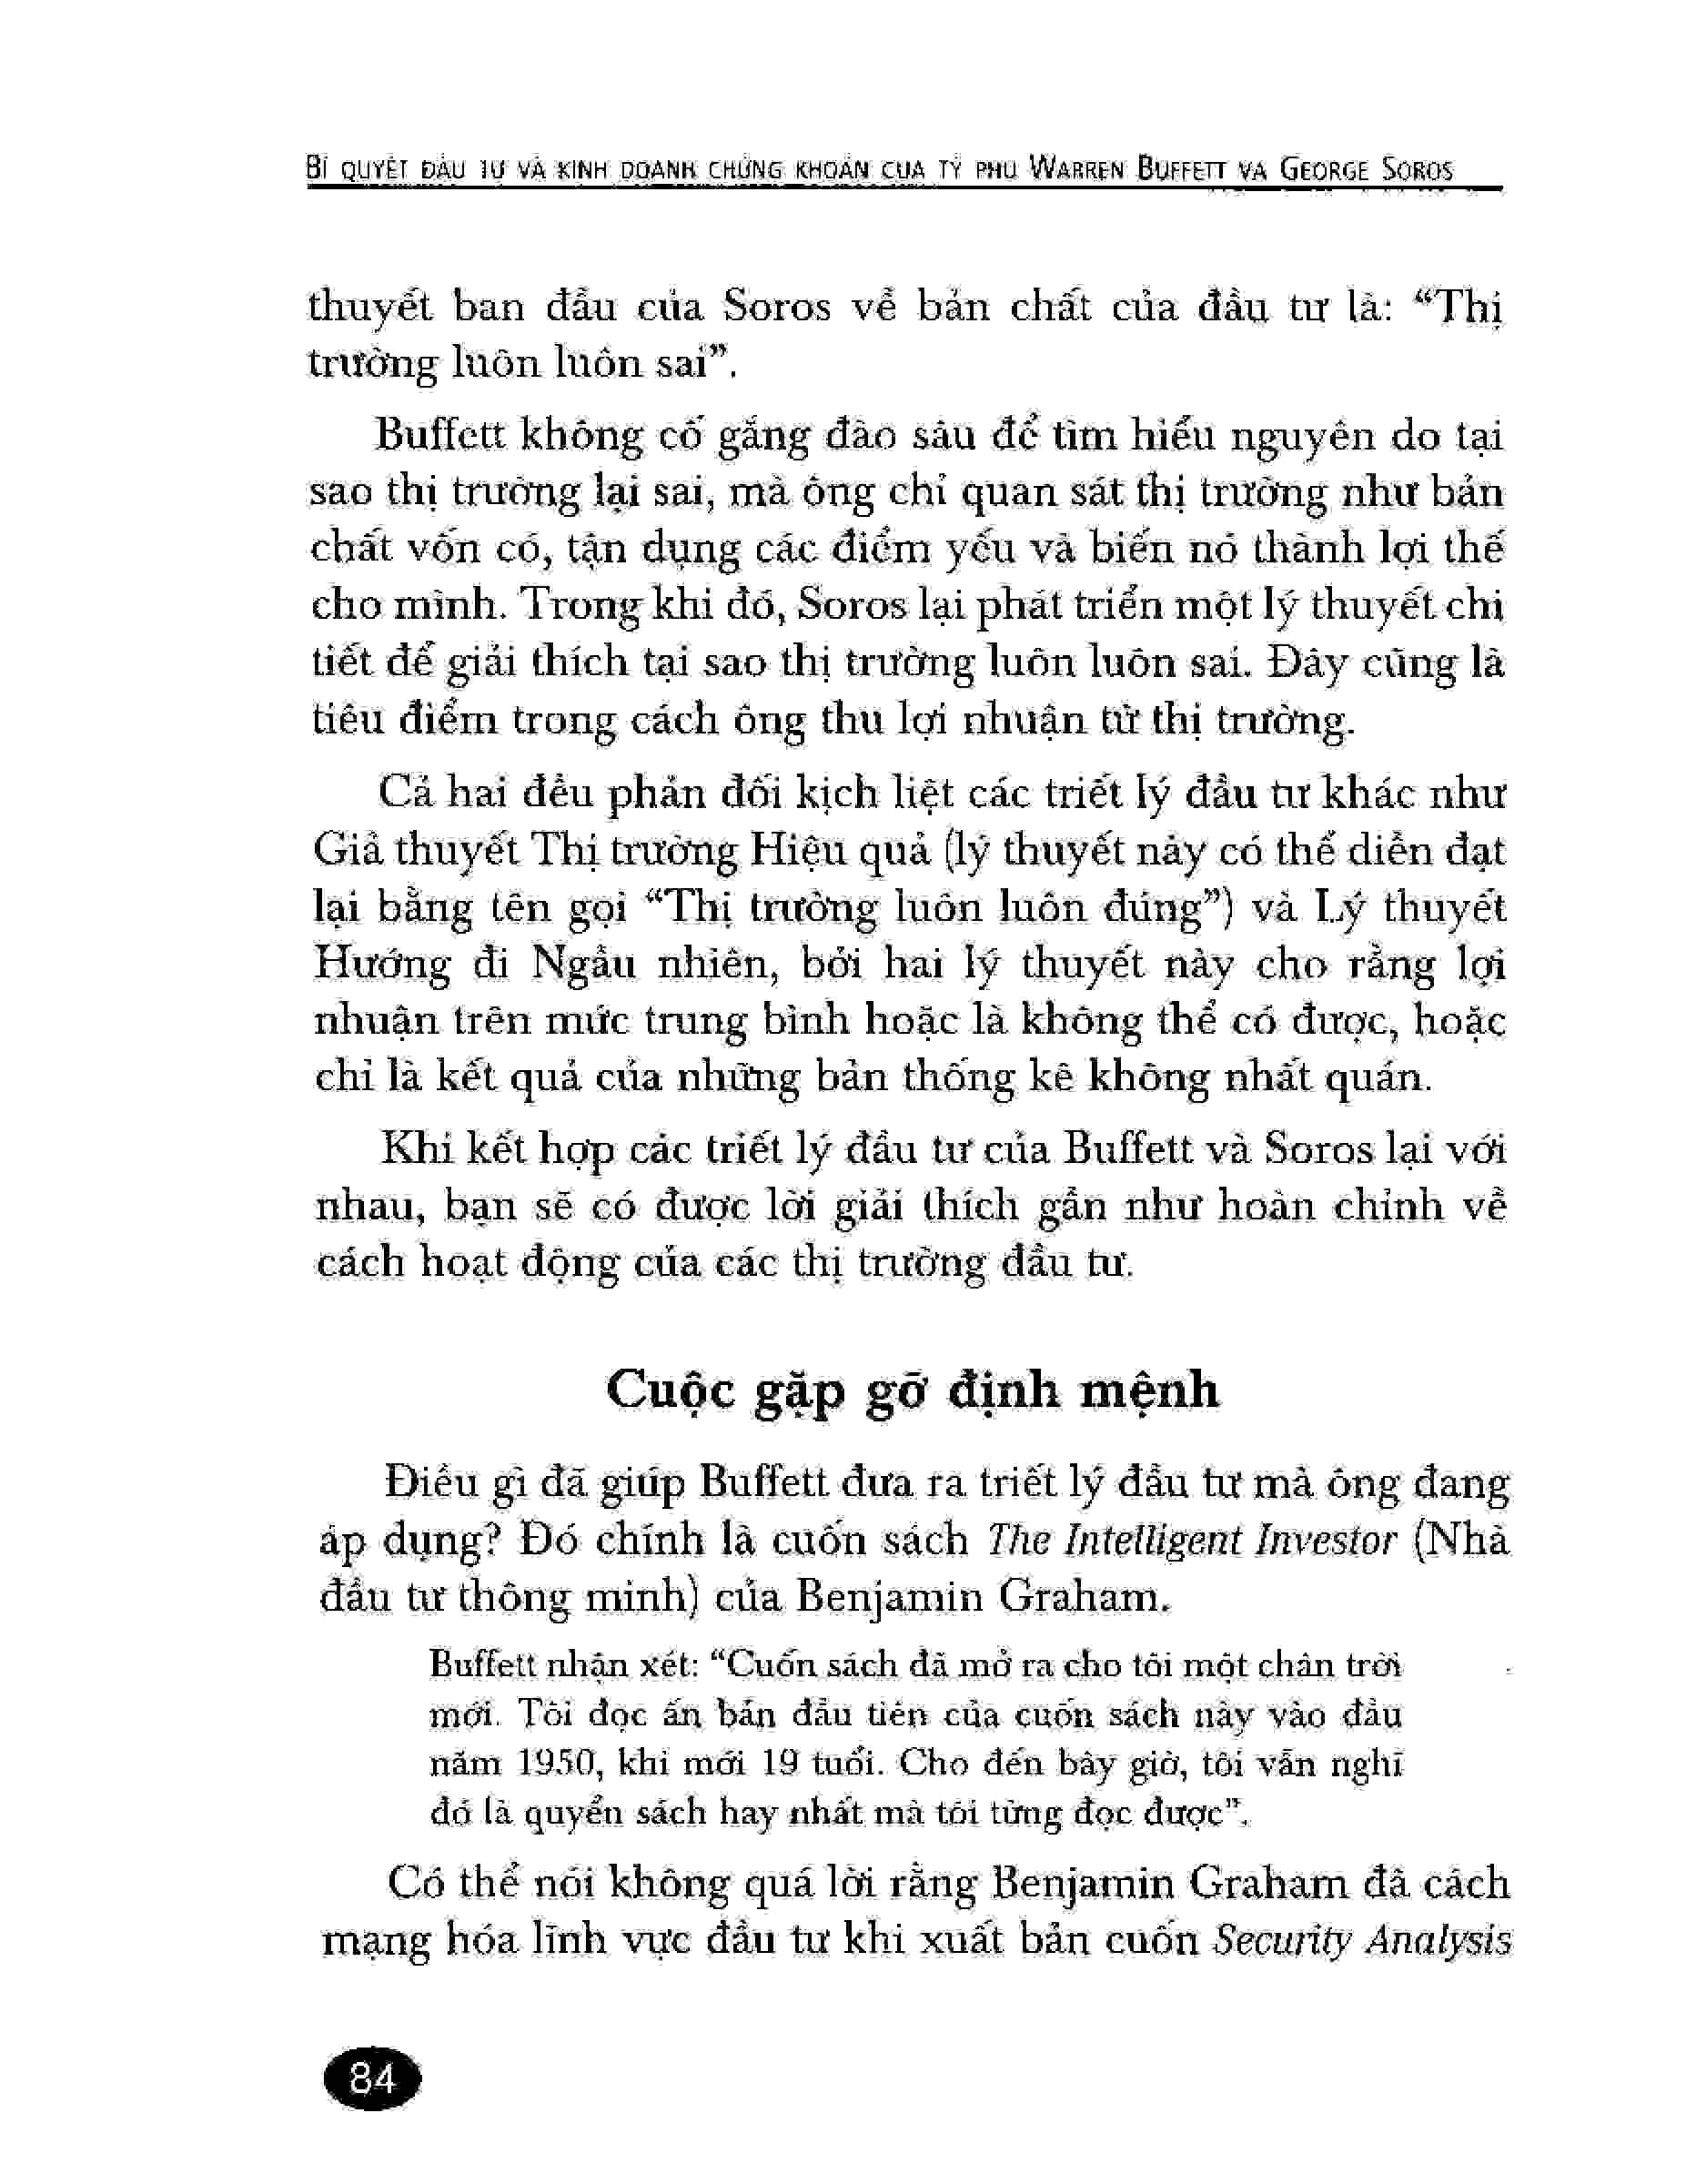 BÍ QUYẾT ĐẦU TƯ VÀ KINH DOANH CHỨNG KHOÁN CỦA TỶ PHÚ WARREN BUFFETT VÀ GEORGE SOROS
thuyết ban đầu của Soros về bản chất của đầu tư là: “Thị
trường luôn luôn sai”.
Buffett không cố gắng đào sâu để tìm hiểu nguyên do tại
sao thị trường lại sai, mà ông chỉ quan sát thị trường như bản
chất vốn có, tận dụng các điểm yếu và biến nó thành lợi thế
cho mình. Trong khi đó, Soros lại phát triển một lý thuyết chi
tiết để giải thích tại sao thị trường luôn luôn sai. Đây cũng là
tiêu điểm trong cách ông thu lợi nhuận từ thị trường.
Cả hai đều phản đối kịch liệt các triết lý đầu tư khác như
Giả thuyết Thị trường Hiệu quả (lý thuyết này có thể diễn đạt
lại bằng tên gọi “Thị trường luôn luôn đúng”) và Lý thuyết
Hướng đi Ngẫu nhiên, bởi hai lý thuyết này cho rằng lợi
nhuận trên mức trung bình hoặc là không thể có được, hoặc
chỉ là kết quả của những bản thống kê không nhất quán.
Khi kết hợp các triết lý đầu tư của Buffett và Soros lại với
nhau, bạn sẽ có được lời giải thích gần như hoàn chỉnh về
cách hoạt động của các thị trường đầu tư.
Cuộc gặp gỡ định mệnh
Điều gì đã giúp Buffett đưa ra triết lý đầu tư mà ông đang
áp dụng? Đó chính là cuốn sách The Intelligent Investor (Nhà
đầu tư thông minh) của Benjamin Graham.
Buffett nhận xét: “Cuốn sách đã mở ra cho tôi một chân trời
mới. Tôi đọc ấn bản đầu tiên của cuốn sách này vào đầu
năm 1950, khi mới 19 tuổi. Cho đến bây giờ, tôi vẫn nghĩ
đó là quyển sách hay nhất mà tôi từng đọc được”.
Có thể nói không quá lời rằng Benjamin Graham đã cách
mạng hóa lĩnh vực đầu tư khi xuất bản cuốn Security Analysis
84